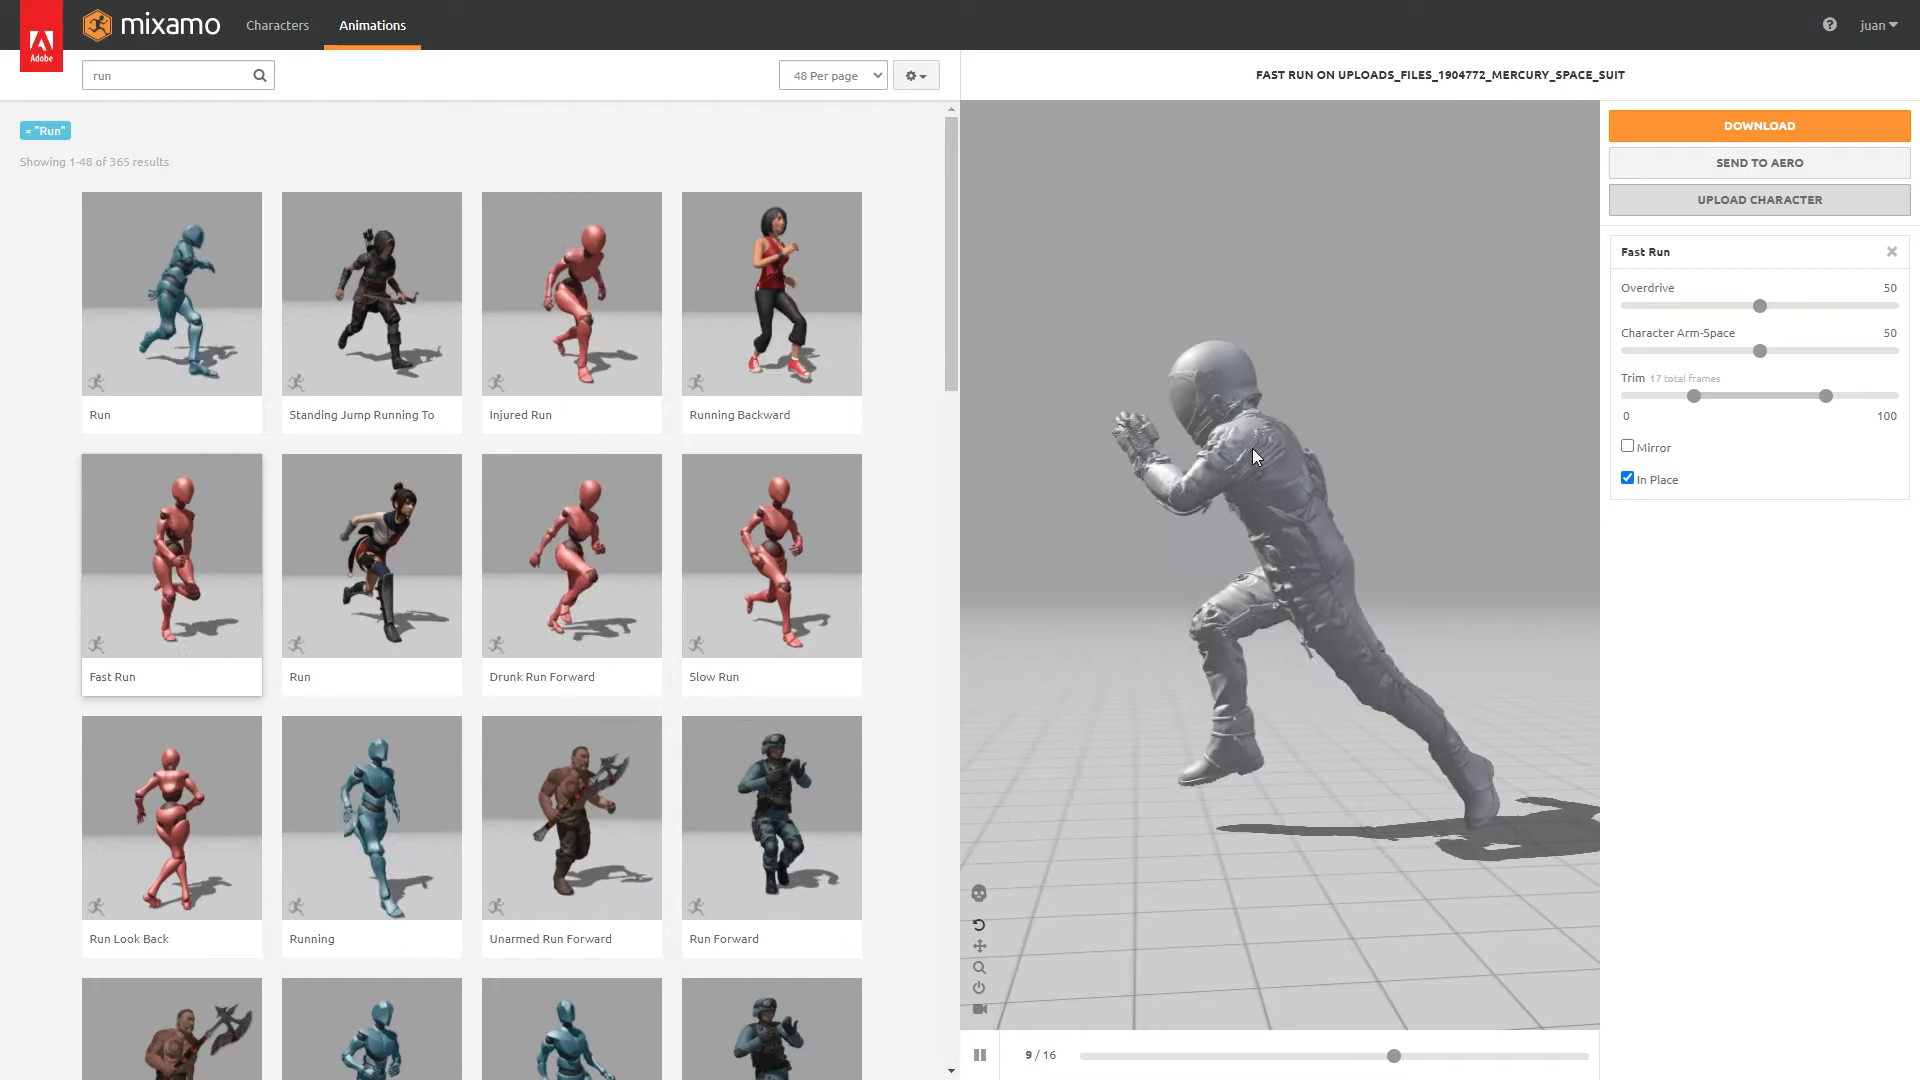 Adobe
mixamo
Characters
Animations
juan
run
48 Per page
FAST RUN ON UPLOADS_FILES_1904772_MERCURY_SPACE_SUIT
= "Run"
Showing 1-48 of 365 results
Run
Standing Jump Running To
Injured Run
Running Backward
Fast Run
Run
Drunk Run Forward
Slow Run
Run Look Back
Running
Unarmed Run Forward
Run Forward
DOWNLOAD
SEND TO AERO
UPLOAD CHARACTER
Fast Run
Overdrive 50
Character Arm-Space 50
Trim 17 total frames
0 100
Mirror
In Place
9 / 16